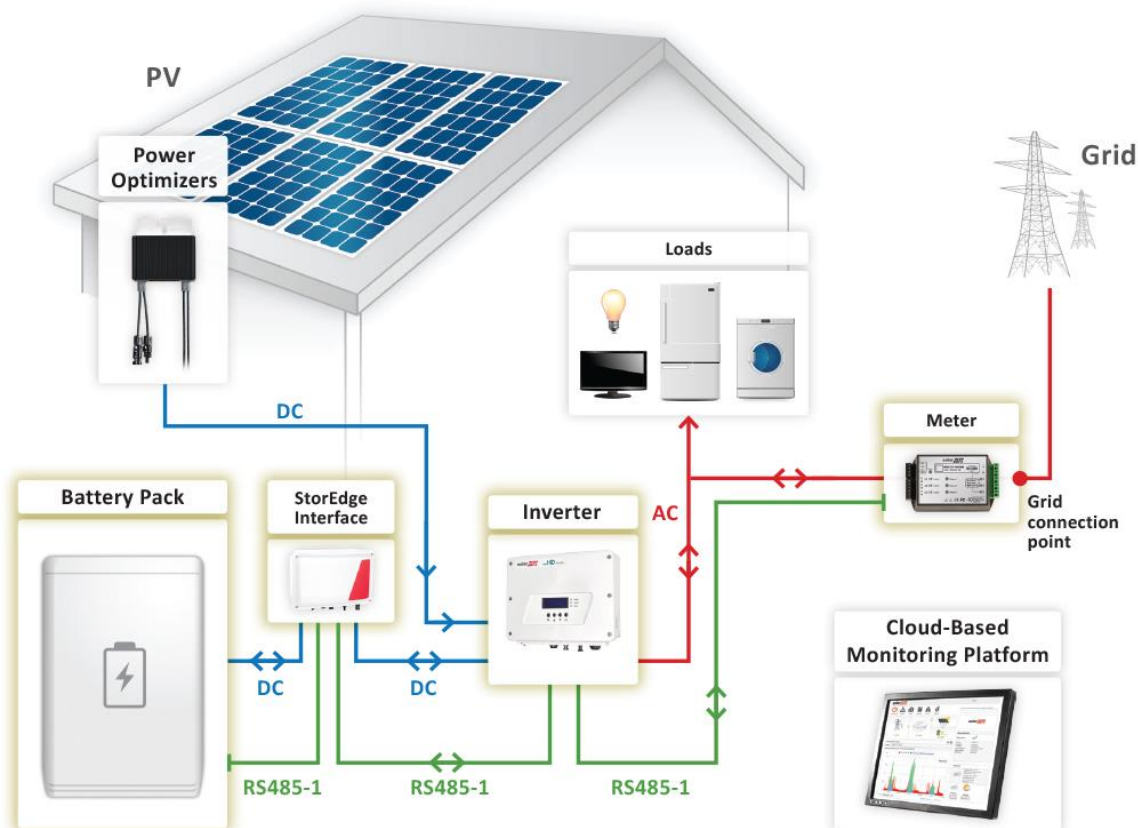 PV
Power
Optimizers
Grid
Loads
DC
Meter
Battery Pack
StorEdge
Interface
Inverter
AC
Grid
connection
point
DC
DC
Cloud-Based
Monitoring Platform
RS485-1
RS485-1
RS485-1